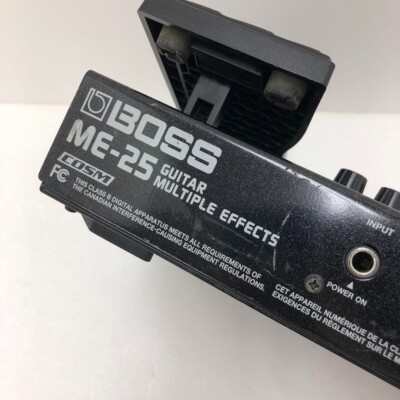 BOSS
ME-25
GUITAR
MULTIPLE EFFECTS
COSM
FC
THIS CLASS B DIGITAL APPARATUS MEETS ALL REQUIREMENTS OF
THE CANADIAN INTERFERENCE-CAUSING EQUIPMENT REGULATIONS.
INPUT
POWER ON
CET APPAREIL NUMÉRIQUE DE LA
EXIGENCES DU RÈGLEMENT SUR LE